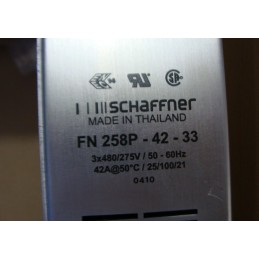 SCHAFFNER
MADE IN THAILAND
FN 258P - 42 - 33
3x480/275V / 50 - 60Hz
42A@50°C / 25/100/21
0410